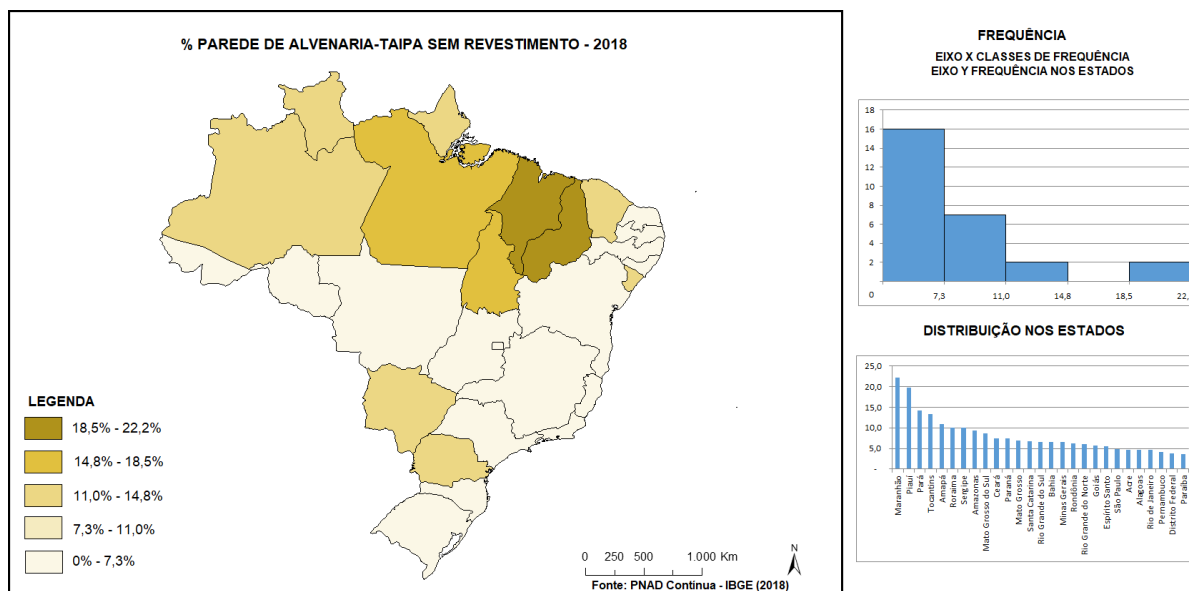 % PAREDE DE ALVENARIA-TAIPA SEM REVESTIMENTO - 2018
LEGENDA
18,5% - 22,2%
14,8% - 18,5%
11,0% - 14,8%
7,3% - 11,0%
0% - 7,3%
0 250 500 1.000 Km
N
Fonte: PNAD Continua - IBGE (2018)
FREQUÊNCIA
EIXO X CLASSES DE FREQUÊNCIA
EIXO Y FREQUÊNCIA NOS ESTADOS
18
16
14
12
10
8
6
4
2
0
7,3 11,0 14,8 18,5 22,
DISTRIBUIÇÃO NOS ESTADOS
25,0
20,0
15,0
10,0
5,0
-
Maranhão
Piauí
Pará
Tocantins
Amapá
Roraima
Sergipe
Amazonas
Mato Grosso do Sul
Ceará
Paraná
Mato Grosso
Santa Catarina
Rio Grande do Sul
Bahia
Minas Gerais
Rondônia
Rio Grande do Norte
Goiás
Espírito Santo
São Paulo
Acre
Alagoas
Rio de Janeiro
Pernambuco
Distrito Federal
Paraíba